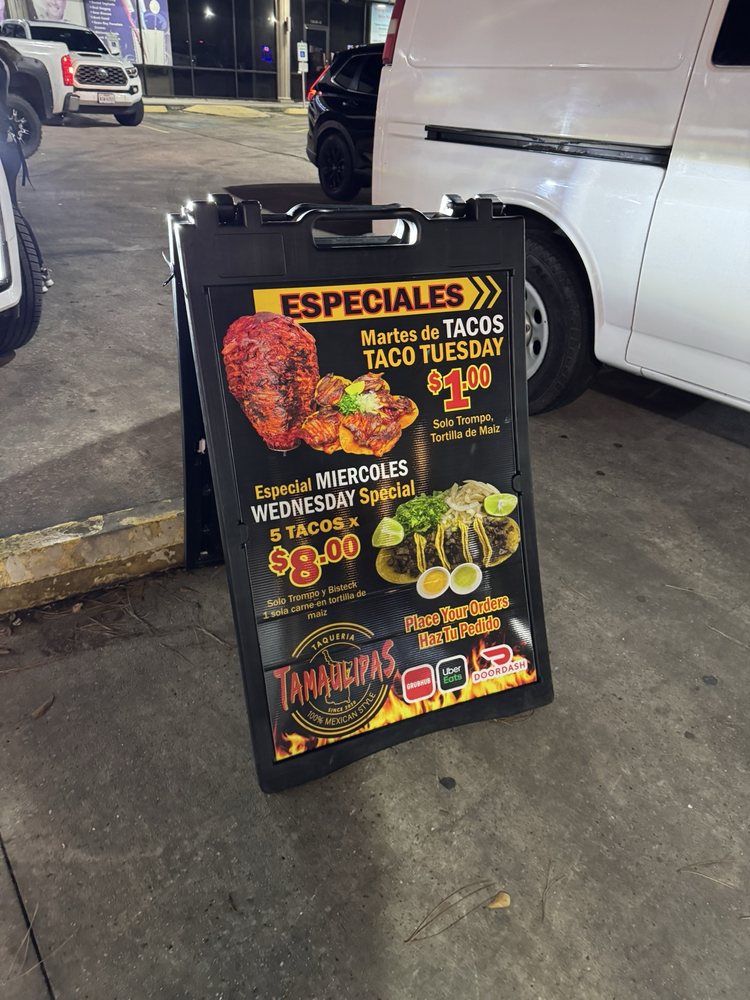 ESPECIALES
Martes de TACOS
TACO TUESDAY
$1.00
Solo Trompo,
Tortilla de Maiz
Especial MIERCOLES
WEDNESDAY Special
5 TACOS x
$8.00
Solo Trompo y Bisteck
1 sola carne en tortilla de
maiz
Place Your Orders
Haz Tu Pedido
TAQUERIA
TAMAULIPAS
SINCE 2020
100% MEXICAN STYLE
GRUBHUB
Uber
Eats
DOORDASH